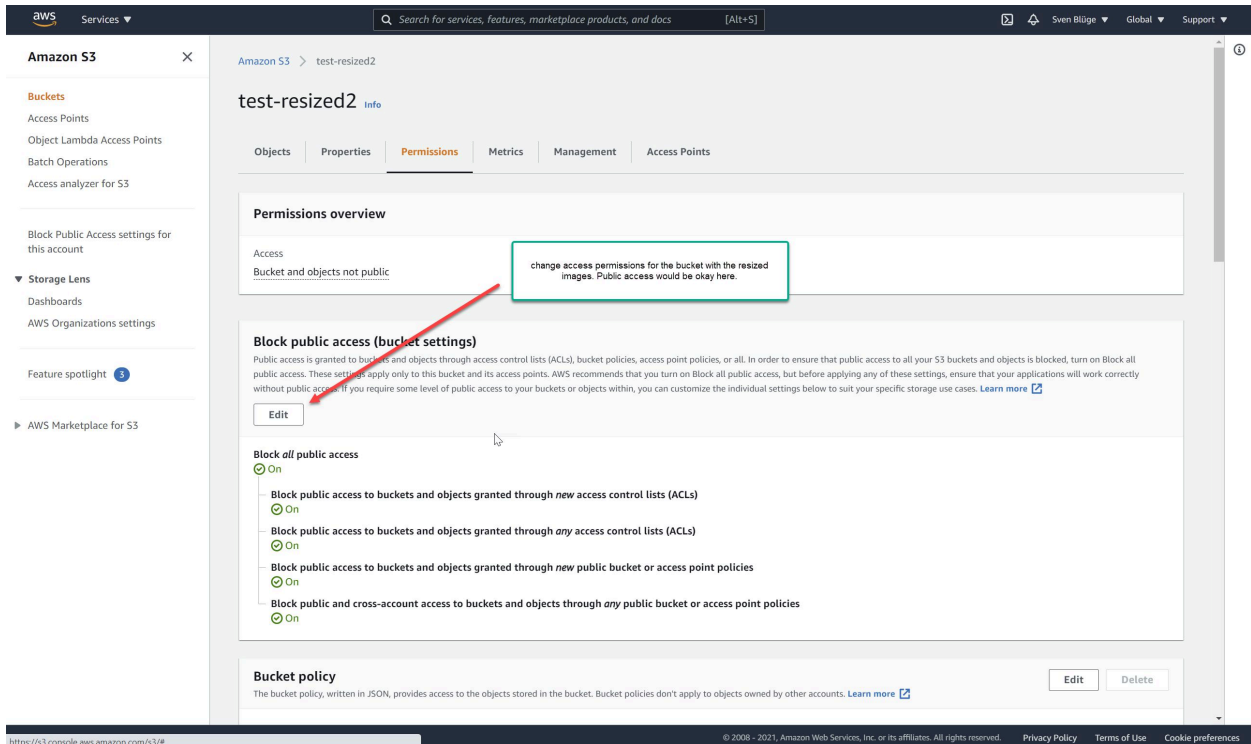 aws Services ▼ Search for services, features, marketplace products, and docs [Alt+S] Sven Blüge ▼ Global ▼ Support ▼
Amazon S3
Buckets
Access Points
Object Lambda Access Points
Batch Operations
Access analyzer for S3
Block Public Access settings for
this account
▼ Storage Lens
Dashboards
AWS Organizations settings
Feature spotlight 3
▶ AWS Marketplace for S3
Amazon S3 > test-resized2
test-resized2 Info
Objects Properties Permissions Metrics Management Access Points
Permissions overview
Access
Bucket and objects not public
change access permissions for the bucket with the resized
images. Public access would be okay here.
Block public access (bucket settings)
Public access is granted to buckets and objects through access control lists (ACLs), bucket policies, access point policies, or all. In order to ensure that public access to all your S3 buckets and objects is blocked, turn on Block all
public access. These settings apply only to this bucket and its access points. AWS recommends that you turn on Block all public access, but before applying any of these settings, ensure that your applications will work correctly
without public access. If you require some level of public access to your buckets or objects within, you can customize the individual settings below to suit your specific storage use cases. Learn more
Edit
Block all public access
On
Block public access to buckets and objects granted through new access control lists (ACLs)
On
Block public access to buckets and objects granted through any access control lists (ACLs)
On
Block public access to buckets and objects granted through new public bucket or access point policies
On
Block public and cross-account access to buckets and objects through any public bucket or access point policies
On
Bucket policy
The bucket policy, written in JSON, provides access to the objects stored in the bucket. Bucket policies don't apply to objects owned by other accounts. Learn more
Edit Delete
https://s3.console.aws.amazon.com/s3/#
© 2008 - 2021, Amazon Web Services, Inc. or its affiliates. All rights reserved. Privacy Policy Terms of Use Cookie preferences